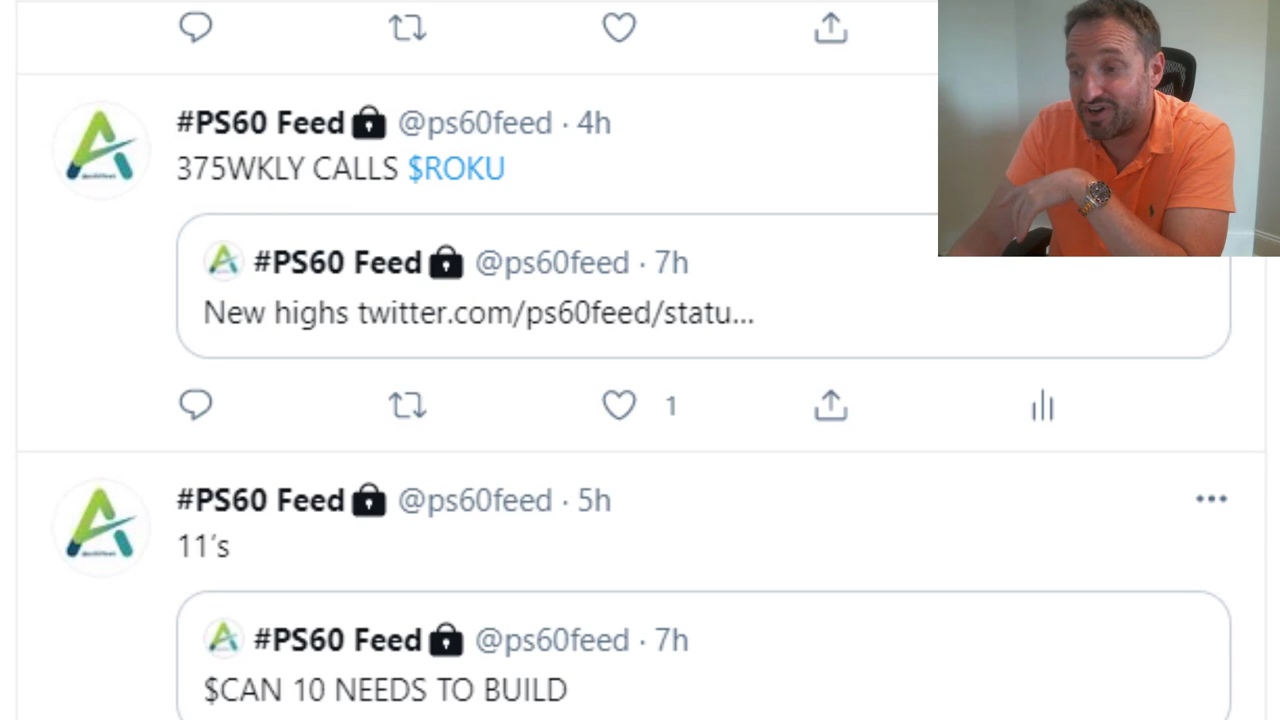 #PS60 Feed @ps60feed · 4h
375WKLY CALLS $ROKU
#PS60 Feed @ps60feed · 7h
New highs twitter.com/ps60feed/statu...
1
#PS60 Feed @ps60feed · 5h
11's
#PS60 Feed @ps60feed · 7h
$CAN 10 NEEDS TO BUILD